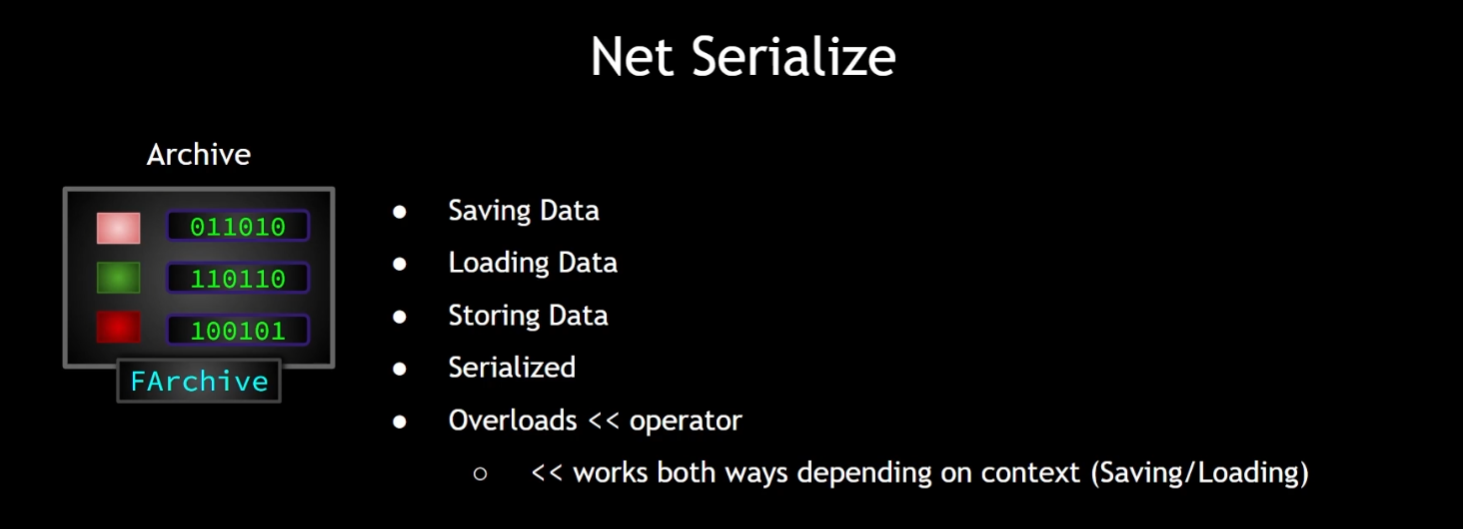 Net Serialize
Archive
011010
110110
100101
FArchive
● Saving Data
● Loading Data
● Storing Data
● Serialized
● Overloads << operator
○ << works both ways depending on context (Saving/Loading)